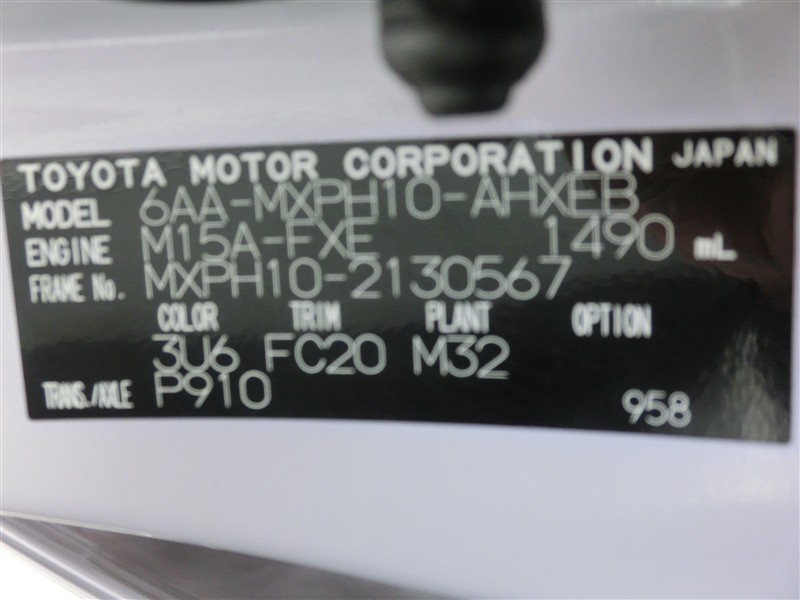 TOYOTA MOTOR CORPORATION JAPAN
MODEL 6AA-MXPH10-AHXEB
ENGINE M15A-FXE 1490 mL
FRAME No. MXPH10-2130567
COLOR TRIM PLANT OPTION
3U6 FC20 M32
TRANS./AXLE P910 958